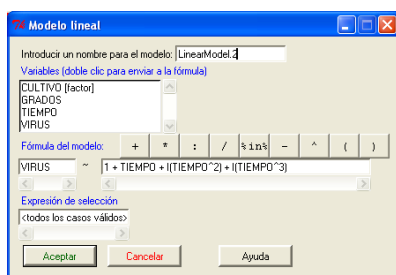 Modelo lineal
Introducir un nombre para el modelo: LinearModel.2
Variables (doble clic para enviar a la fórmula)
CULTIVO [factor]
GRADOS
TIEMPO
VIRUS
Fórmula del modelo: + * : / %in% - ^ ( )
VIRUS ~ 1 + TIEMPO + I(TIEMPO^2) + I(TIEMPO^3)
Expresión de selección
<todos los casos válidos>
Aceptar Cancelar Ayuda